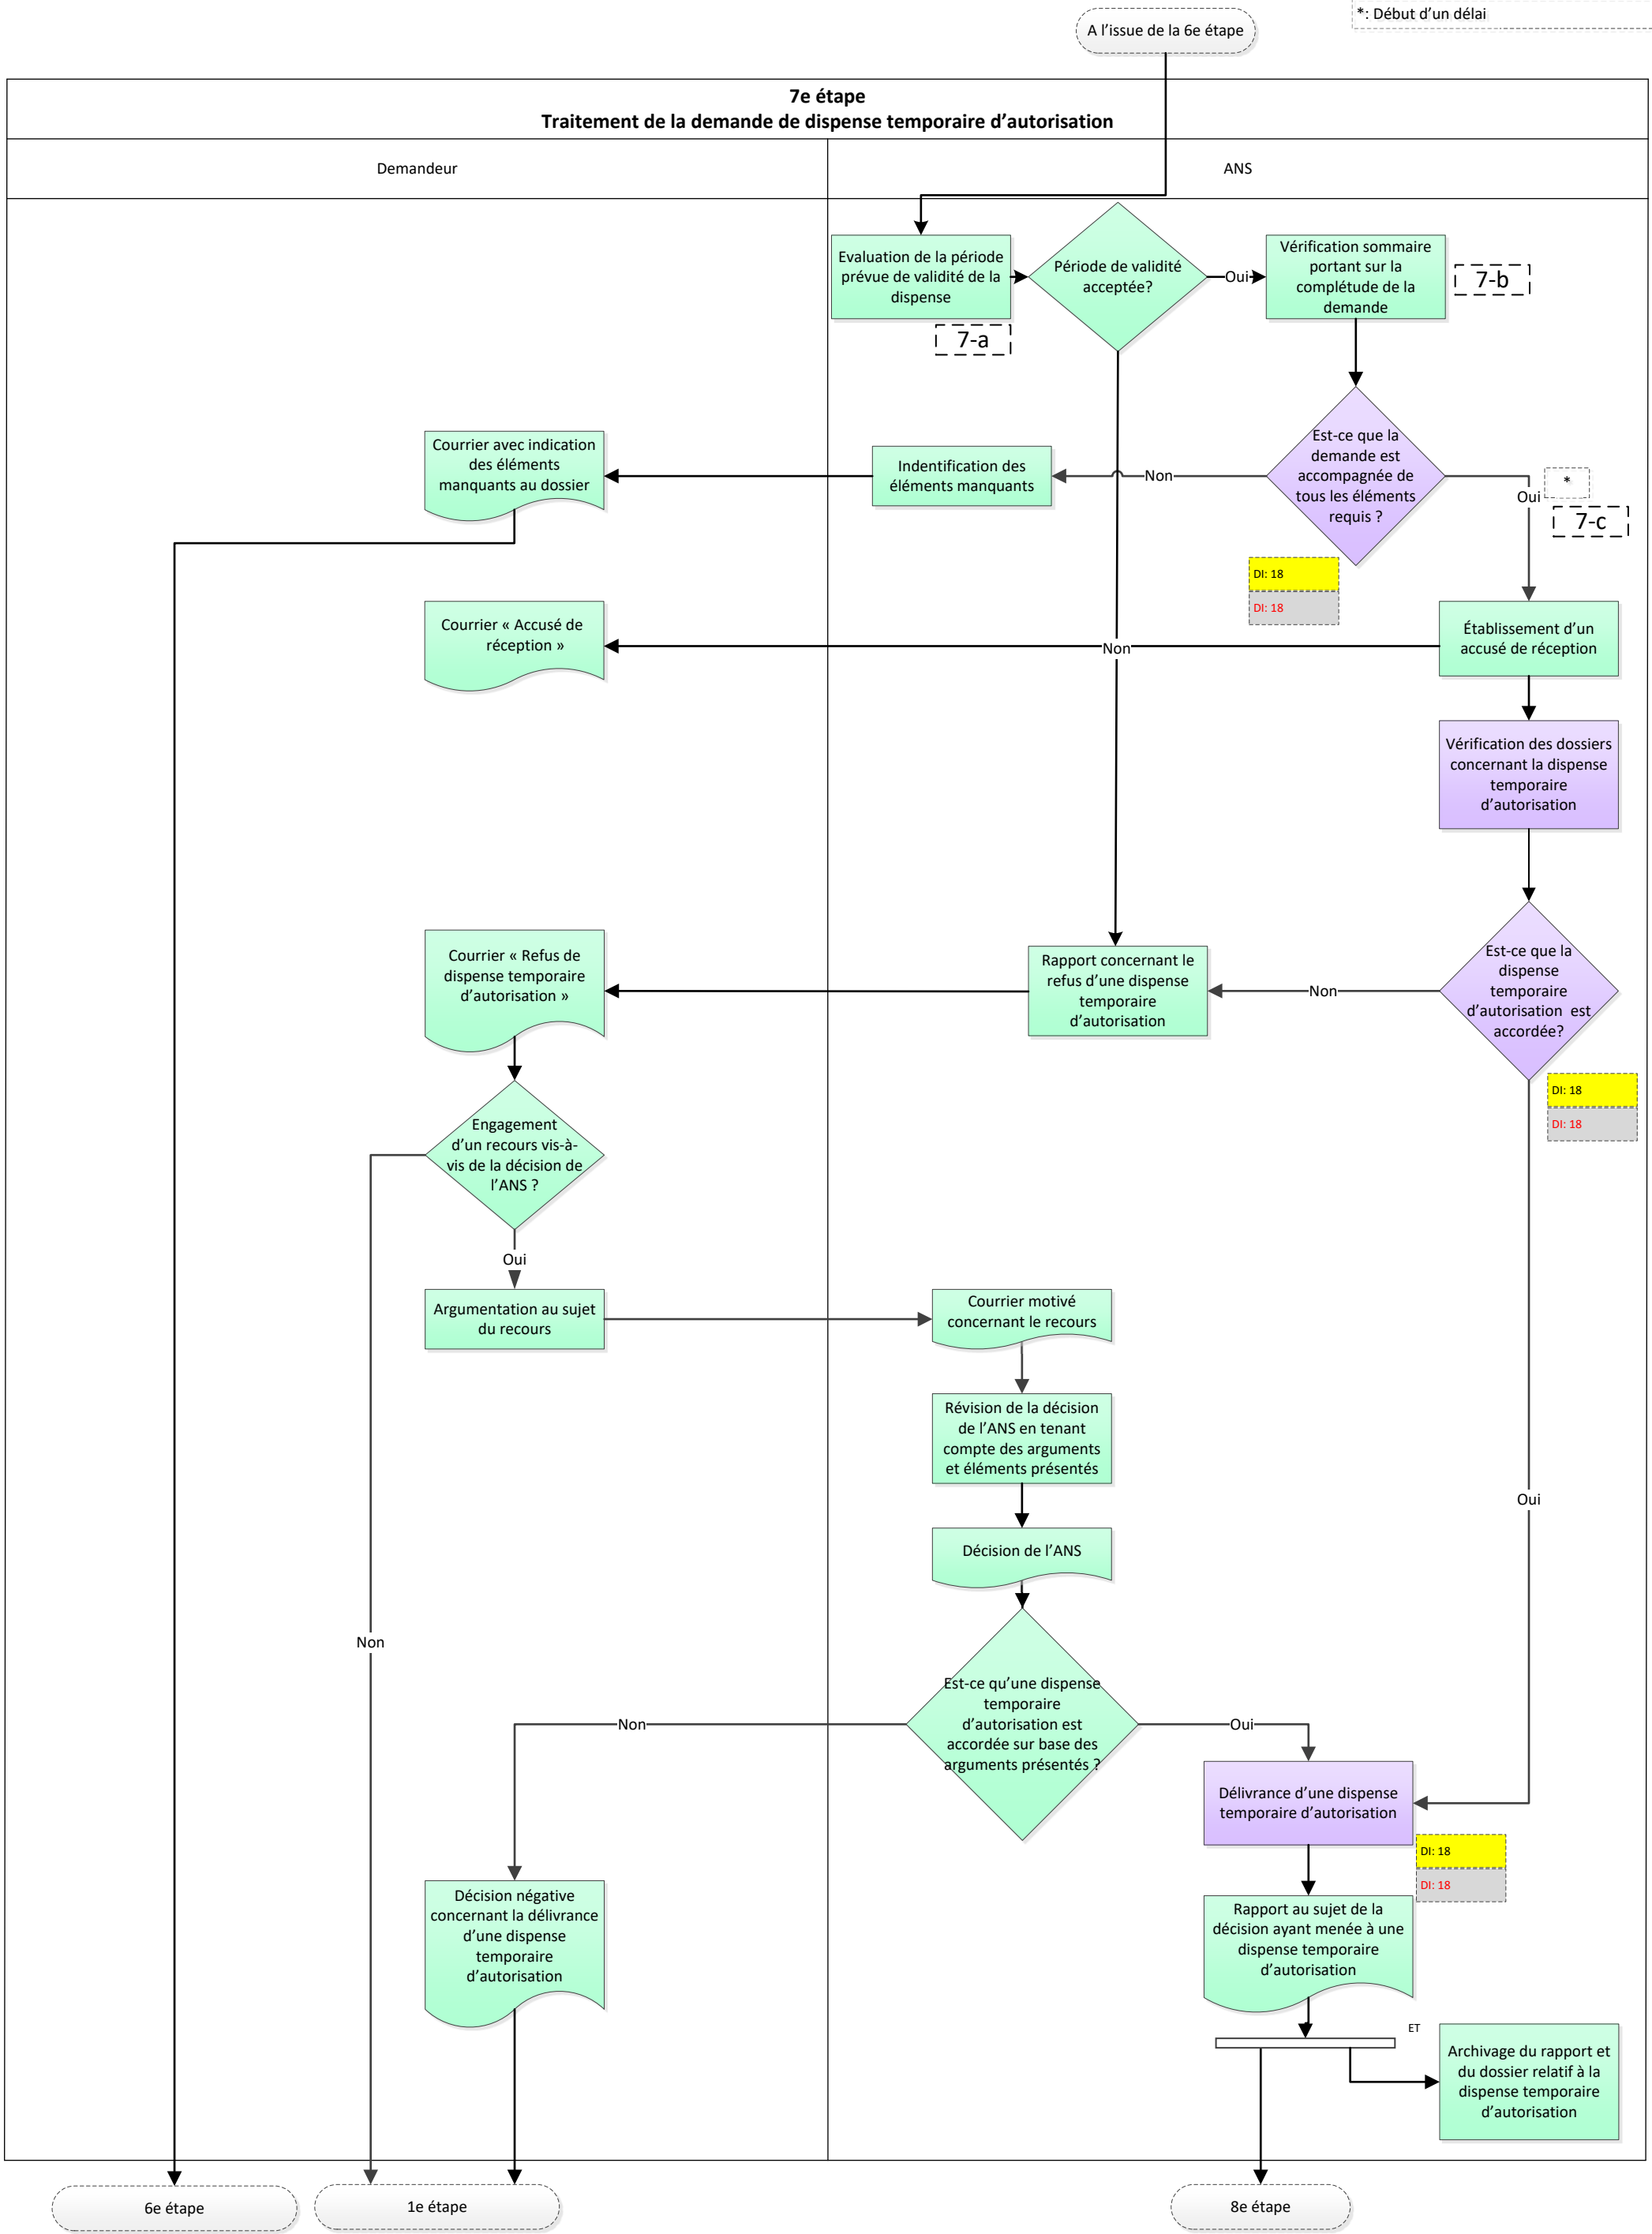 *: Début d'un délai
A l'issue de la 6e étape
7e étape
Traitement de la demande de dispense temporaire d'autorisation
Demandeur
ANS
Evaluation de la période
prévue de validité de la
dispense
7-a
Période de validité
acceptée?
Oui
Vérification sommaire
portant sur la
complétude de la
demande
7-b
Est-ce que la
demande est
accompagnée de
tous les éléments
requis ?
Non
Indentification des
éléments manquants
Courrier avec indication
des éléments
manquants au dossier
Oui
*
7-c
DI: 18
DI: 18
Établissement d'un
accusé de réception
Courrier « Accusé de
réception »
Non
Vérification des dossiers
concernant la dispense
temporaire
d'autorisation
Est-ce que la
dispense
temporaire
d'autorisation est
accordée?
Non
Rapport concernant le
refus d'une dispense
temporaire
d'autorisation
Courrier « Refus de
dispense temporaire
d'autorisation »
DI: 18
DI: 18
Engagement
d'un recours vis-à-
vis de la décision de
l'ANS ?
Oui
Argumentation au sujet
du recours
Courrier motivé
concernant le recours
Révision de la décision
de l'ANS en tenant
compte des arguments
et éléments présentés
Oui
Décision de l'ANS
Non
Est-ce qu'une dispense
temporaire
d'autorisation est
accordée sur base des
arguments présentés ?
Non
Oui
Délivrance d'une dispense
temporaire d'autorisation
DI: 18
DI: 18
Décision négative
concernant la délivrance
d'une dispense
temporaire
d'autorisation
Rapport au sujet de la
décision ayant menée à une
dispense temporaire
d'autorisation
ET
Archivage du rapport et
du dossier relatif à la
dispense temporaire
d'autorisation
6e étape
1e étape
8e étape